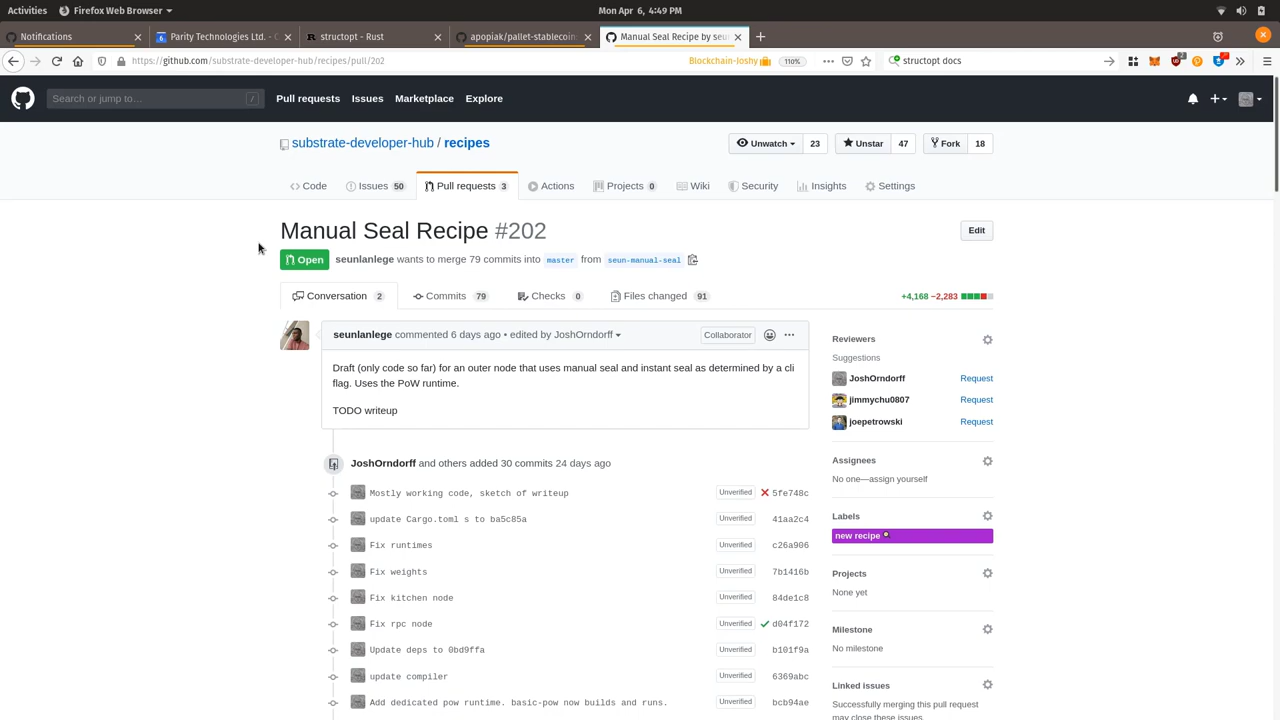 Activities Firefox Web Browser Mon Apr 6, 4:49 PM
Notifications Parity Technologies Ltd. - C structopt - Rust apopiak/pallet-stablecoin Manual Seal Recipe by seun
https://github.com/substrate-developer-hub/recipes/pull/202 Blockchain-Joshy 110% structopt docs
Search or jump to… / Pull requests Issues Marketplace Explore
substrate-developer-hub / recipes Unwatch 23 Unstar 47 Fork 18
Code Issues 50 Pull requests 3 Actions Projects 0 Wiki Security Insights Settings
Manual Seal Recipe #202 Edit
Open seunlanlege wants to merge 79 commits into master from seun-manual-seal
Conversation 2 Commits 79 Checks 0 Files changed 91 +4,168 −2,283
seunlanlege commented 6 days ago • edited by JoshOrndorff Collaborator
Draft (only code so far) for an outer node that uses manual seal and instant seal as determined by a cli
flag. Uses the PoW runtime.
TODO writeup
JoshOrndorff and others added 30 commits 24 days ago
Mostly working code, sketch of writeup Unverified 5fe748c
update Cargo.toml s to ba5c85a Unverified 41aa2c4
Fix runtimes Unverified c26a906
Fix weights Unverified 7b1416b
Fix kitchen node Unverified 84de1c8
Fix rpc node Unverified d04f172
Update deps to 0bd9ffa Unverified b101f9a
update compiler Unverified 6369abc
Add dedicated pow runtime. basic-pow now builds and runs. Unverified bcb94ae
Reviewers
Suggestions
JoshOrndorff Request
jimmychu0807 Request
joepetrowski Request
Assignees
No one—assign yourself
Labels
new recipe
Projects
None yet
Milestone
No milestone
Linked issues
Successfully merging this pull request
may close these issues.